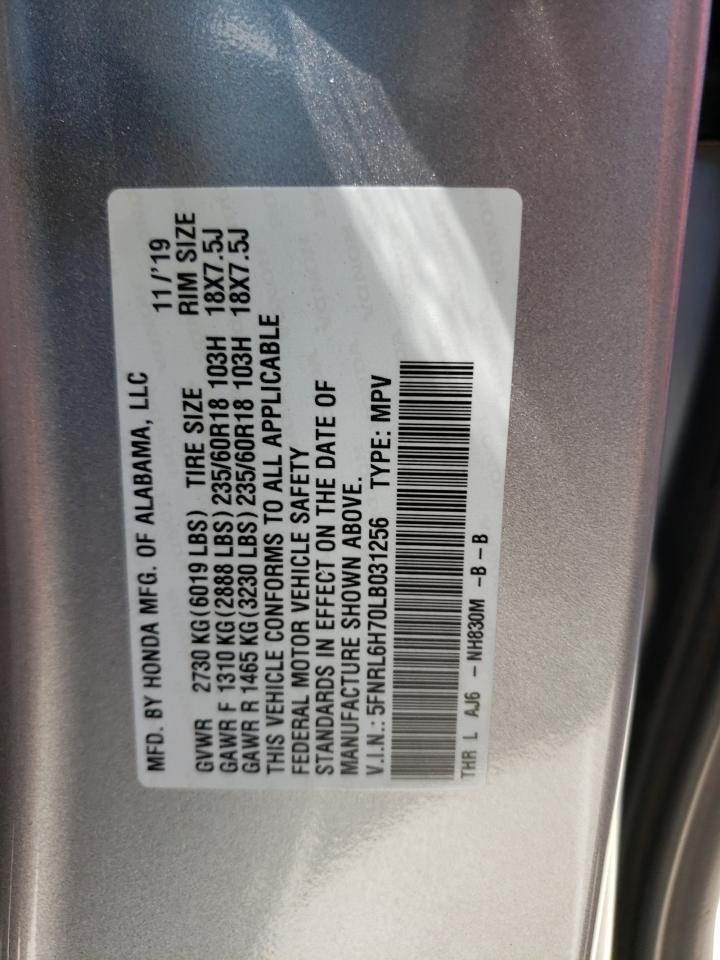 MFD. BY HONDA MFG. OF ALABAMA, LLC 11/'19
GVWR 2730 KG (6019 LBS) TIRE SIZE RIM SIZE
GAWR F 1310 KG (2888 LBS) 235/60R18 103H 18X7.5J
GAWR R 1465 KG (3230 LBS) 235/60R18 103H 18X7.5J
THIS VEHICLE CONFORMS TO ALL APPLICABLE
FEDERAL MOTOR VEHICLE SAFETY
STANDARDS IN EFFECT ON THE DATE OF
MANUFACTURE SHOWN ABOVE.
V.I.N.: 5FNRL6H70LB031256 TYPE: MPV
THR L AJ6 - NH830M -B-B